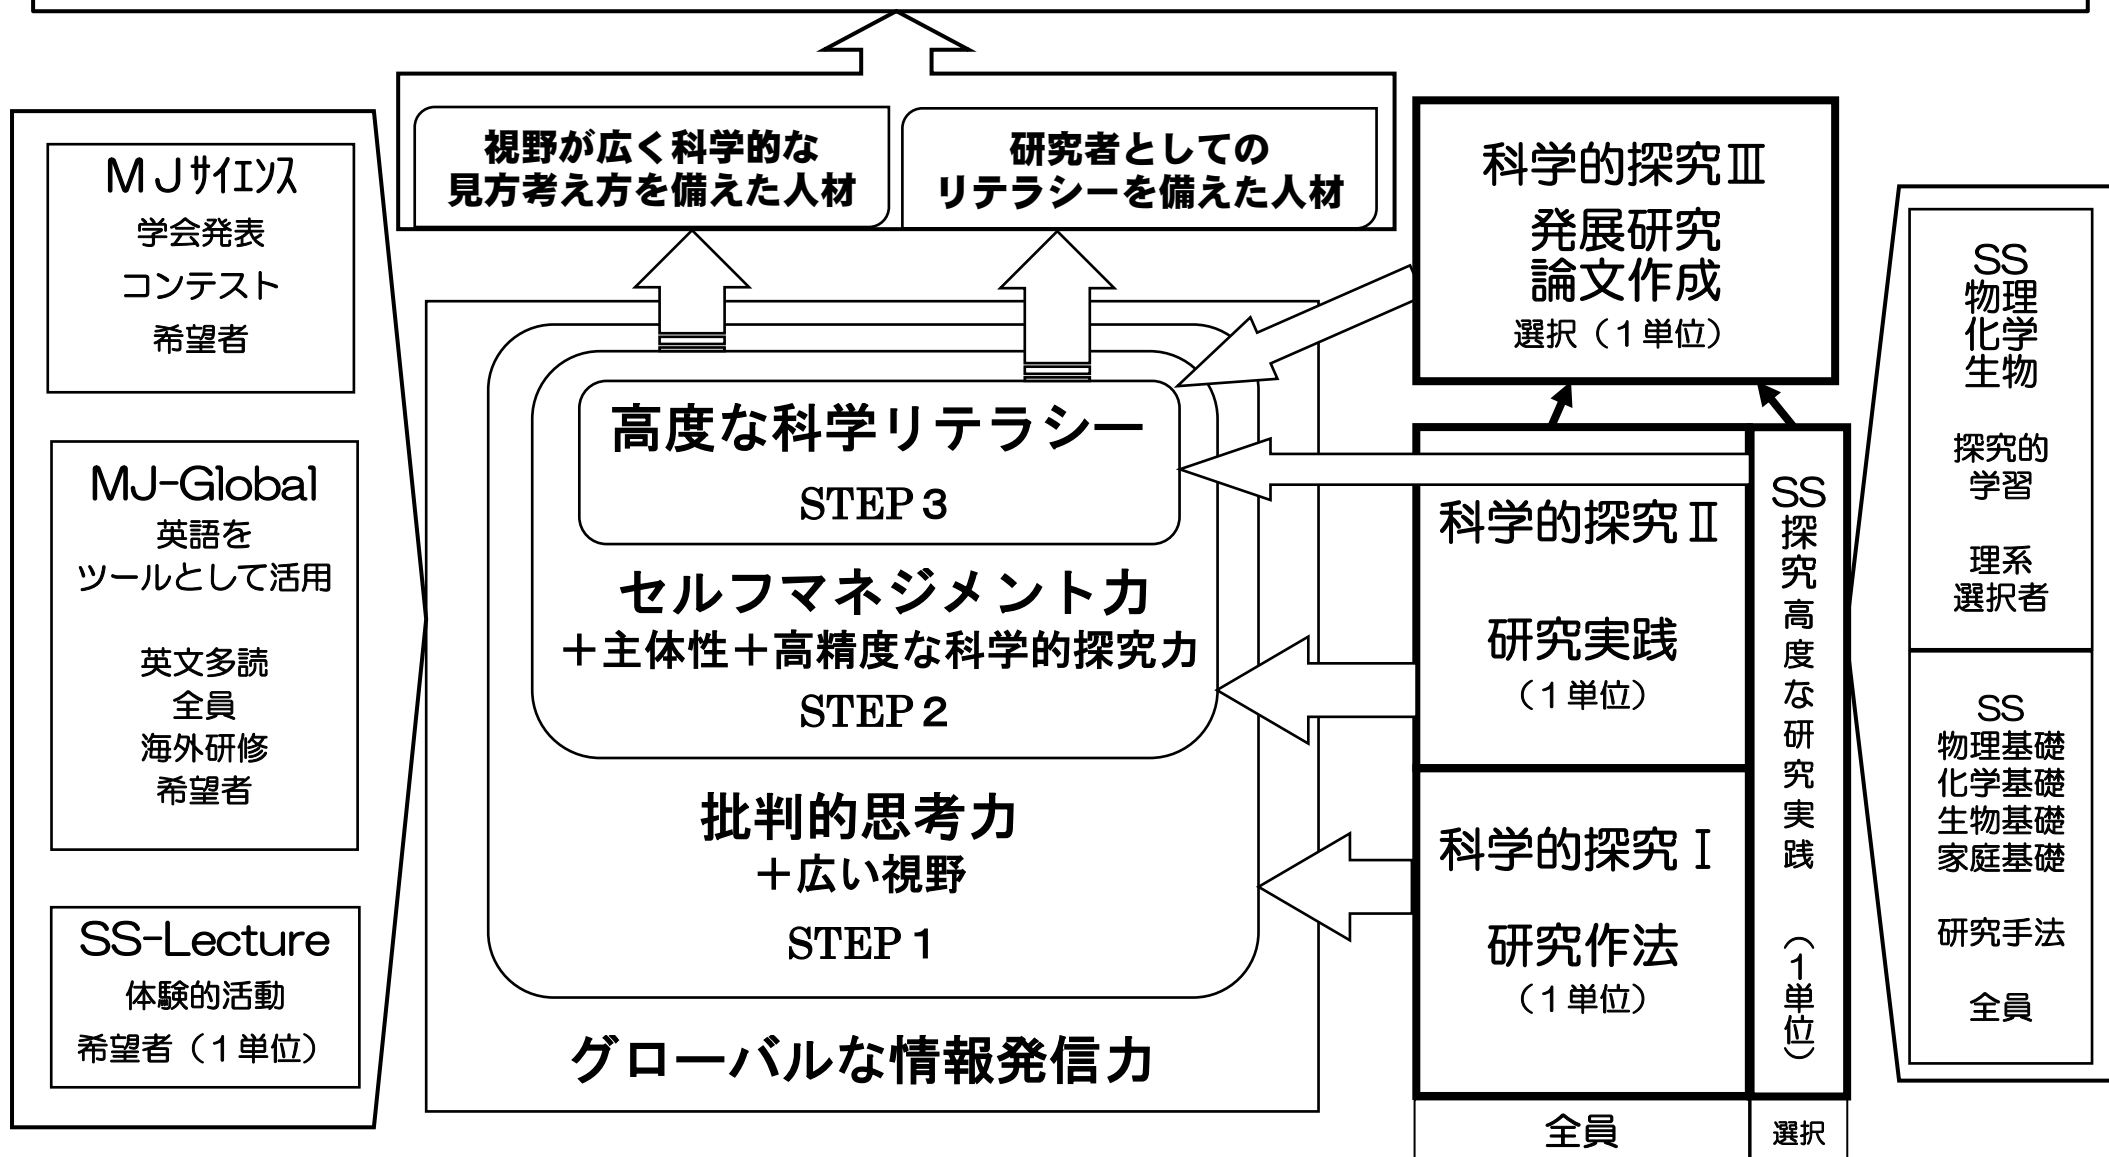 視野が広く科学的な
見方考え方を備えた人材
研究者としての
リテラシーを備えた人材
ＭＪｻｲｴﾝｽ
学会発表
コンテスト
希望者
MJ-Global
英語を
ツールとして活用
英文多読
全員
海外研修
希望者
SS-Lecture
体験的活動
希望者（１単位）
高度な科学リテラシー
STEP３
セルフマネジメント力
＋主体性＋高精度な科学的探究力
STEP２
批判的思考力
＋広い視野
STEP１
グローバルな情報発信力
科学的探究Ⅲ
発展研究
論文作成
選択（１単位）
科学的探究Ⅱ
研究実践
（１単位）
科学的探究Ⅰ
研究作法
（１単位）
全員
SS探究高度な研究実践（１単位）
選択
SS
物理
化学
生物
探究的
学習
理系
選択者
SS
物理基礎
化学基礎
生物基礎
家庭基礎
研究手法
全員